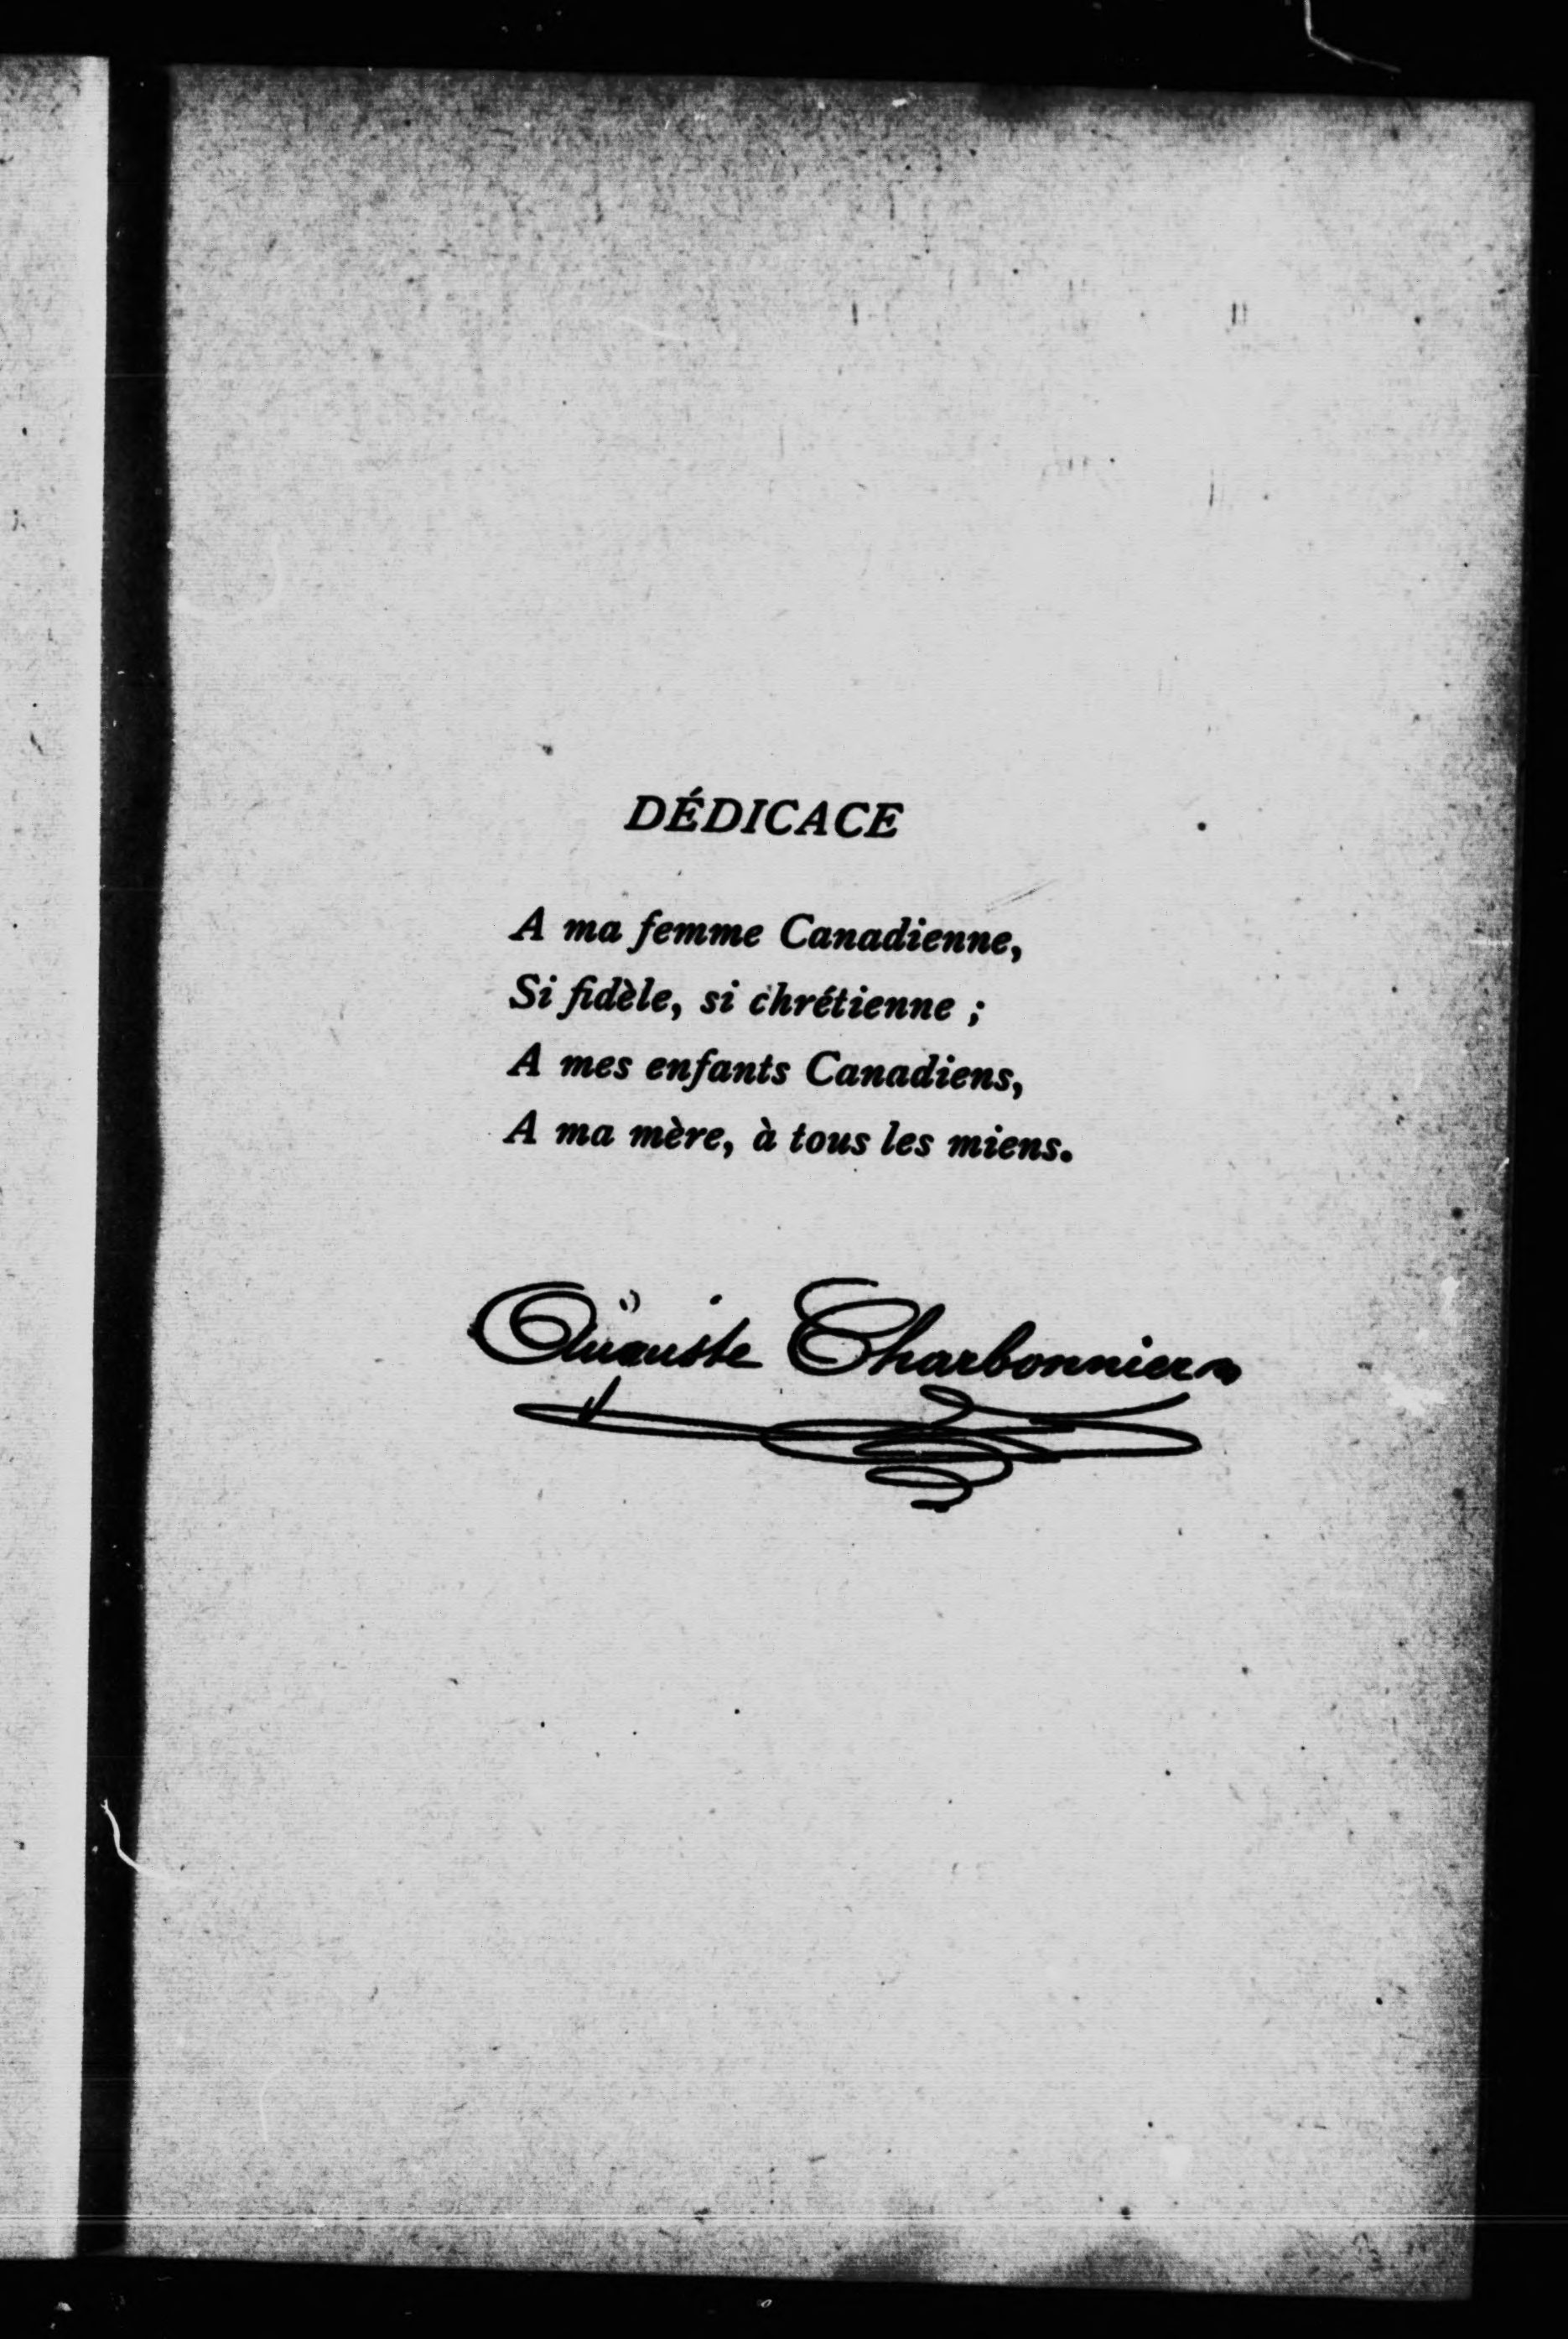 DÉDICACE
A ma femme Canadienne,
Si fidèle, si chrétienne ;
A mes enfants Canadiens,
A ma mère, à tous les miens.
Auguste Charbonnier